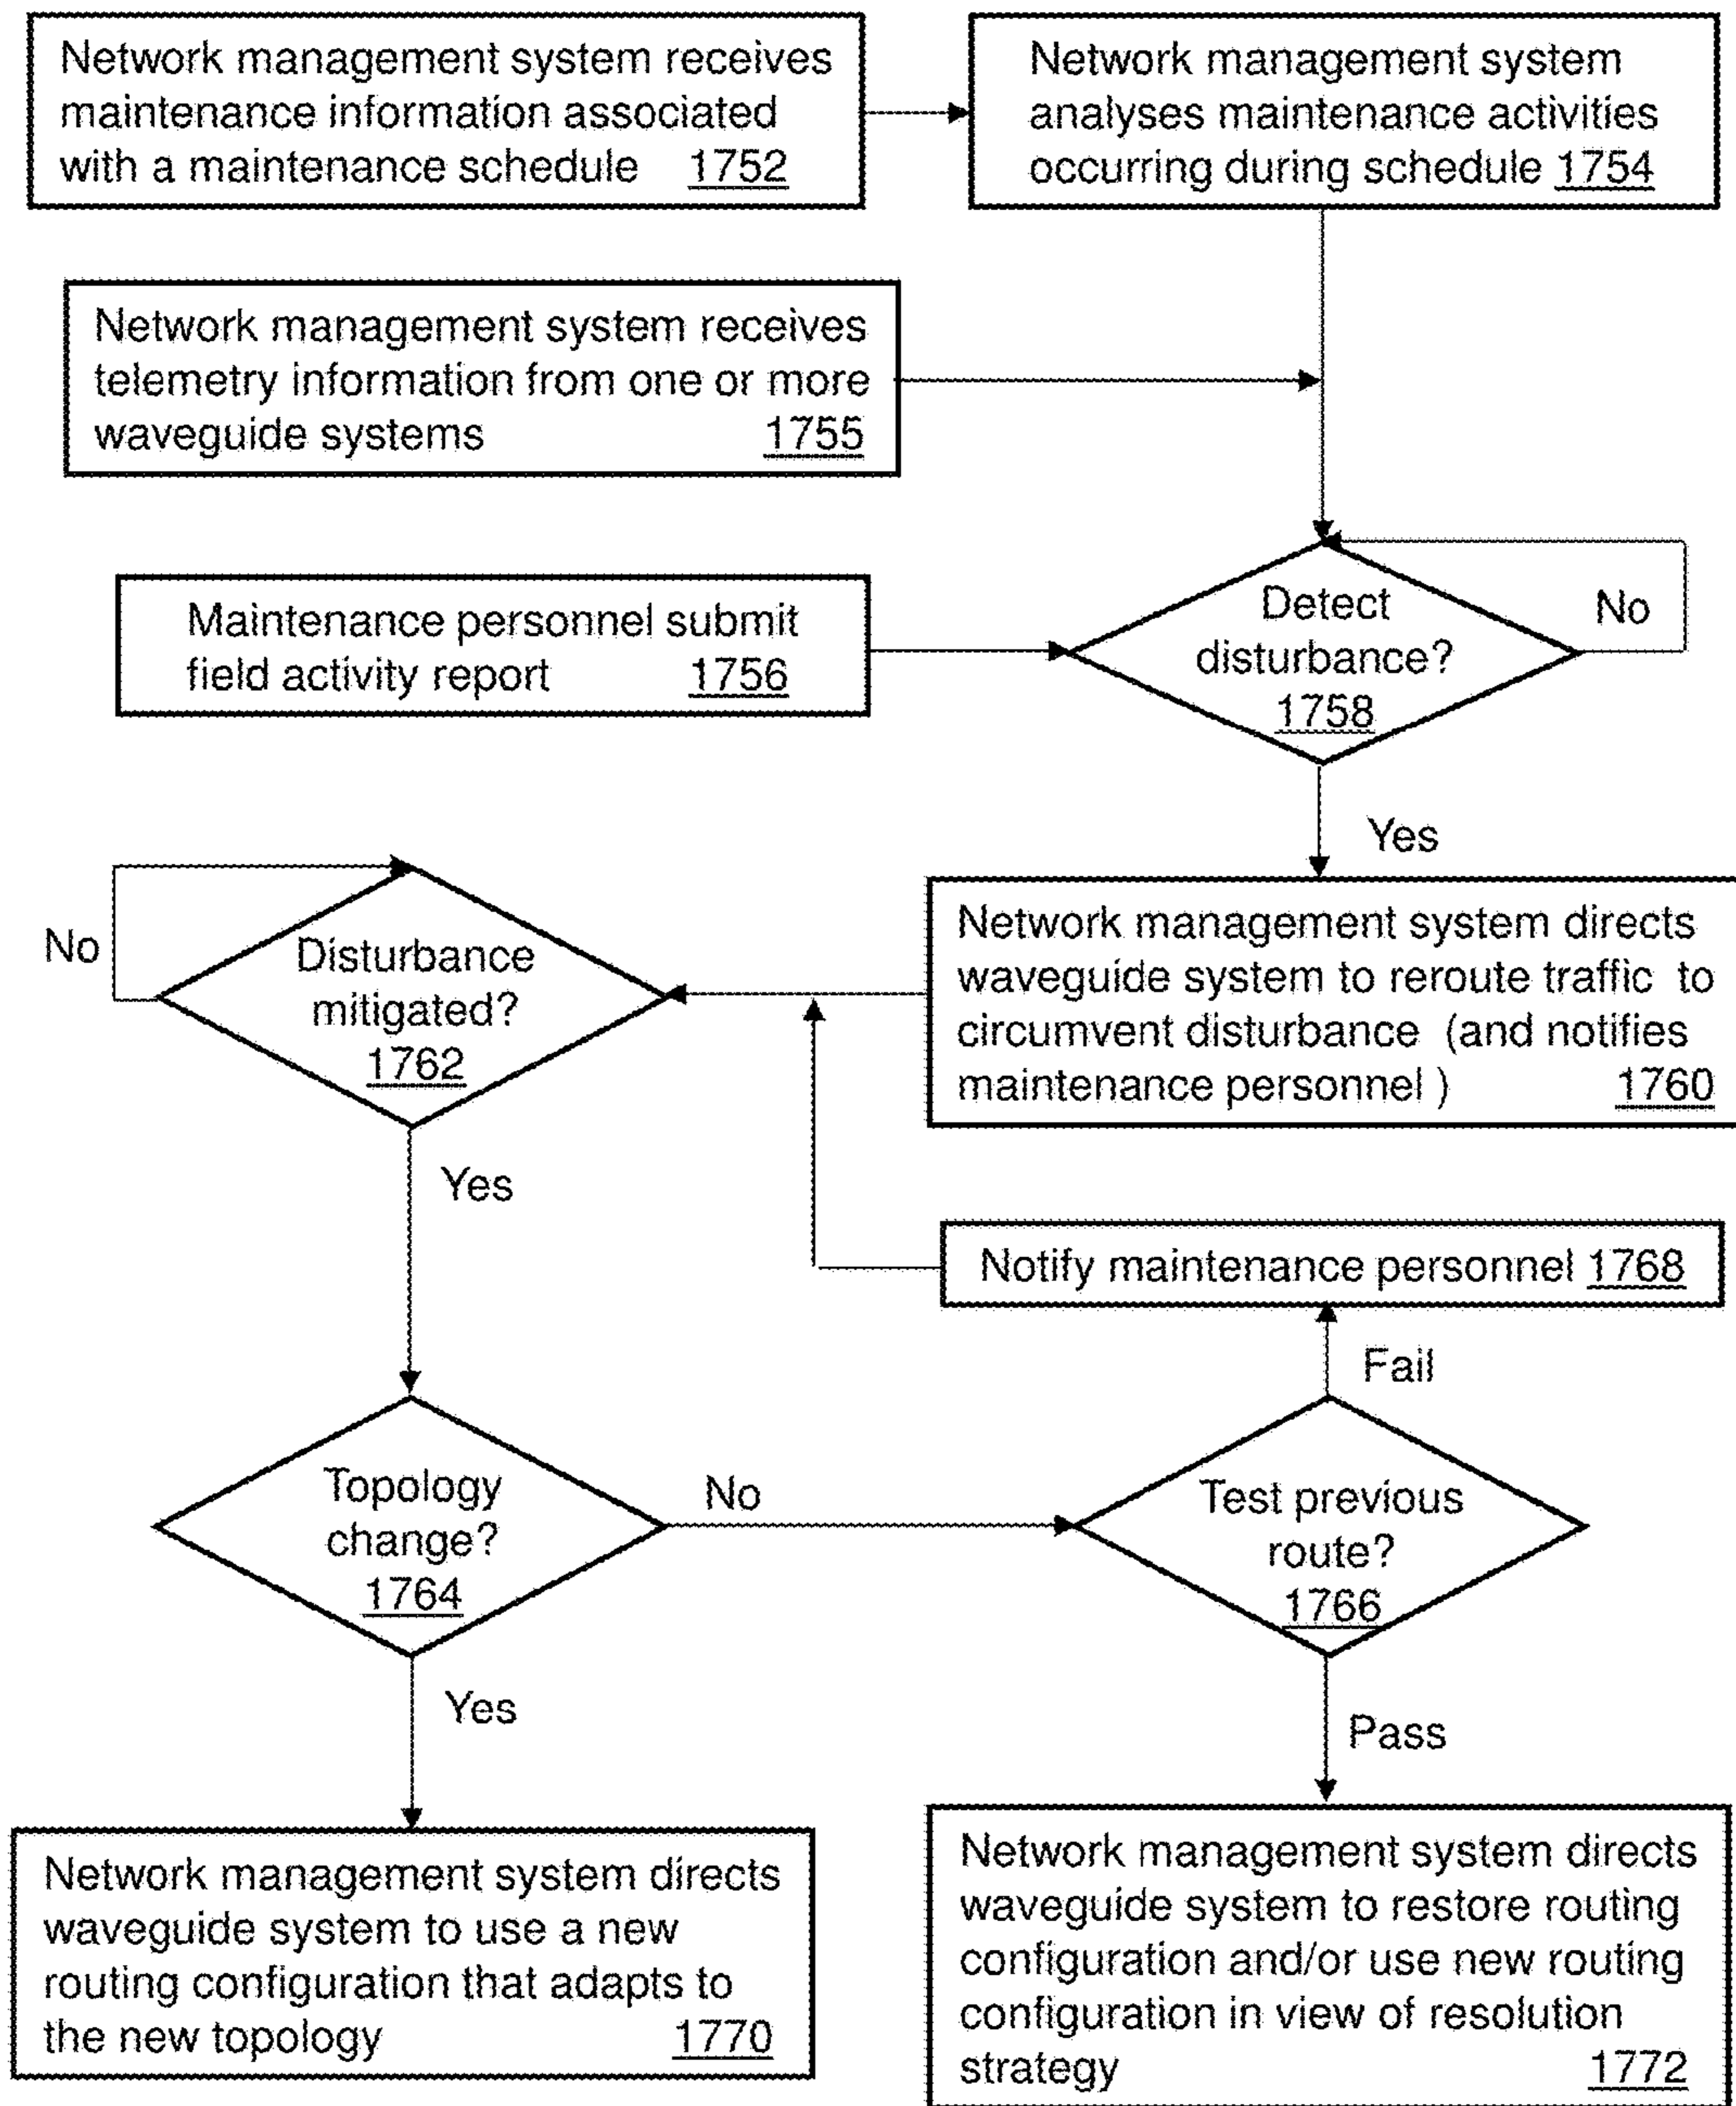 Network management system receives
maintenance information associated
with a maintenance schedule 1752
Network management system
analyses maintenance activities
occurring during schedule 1754
Network management system receives
telemetry information from one or more
waveguide systems 1755
Maintenance personnel submit
field activity report 1756
Detect
disturbance?
1758
No
Yes
Network management system directs
waveguide system to reroute traffic to
circumvent disturbance (and notifies
maintenance personnel ) 1760
No
Disturbance
mitigated?
1762
Yes
Notify maintenance personnel 1768
Fail
Topology
change?
1764
No
Test previous
route?
1766
Yes
Pass
Network management system directs
waveguide system to use a new
routing configuration that adapts to
the new topology 1770
Network management system directs
waveguide system to restore routing
configuration and/or use new routing
configuration in view of resolution
strategy 1772